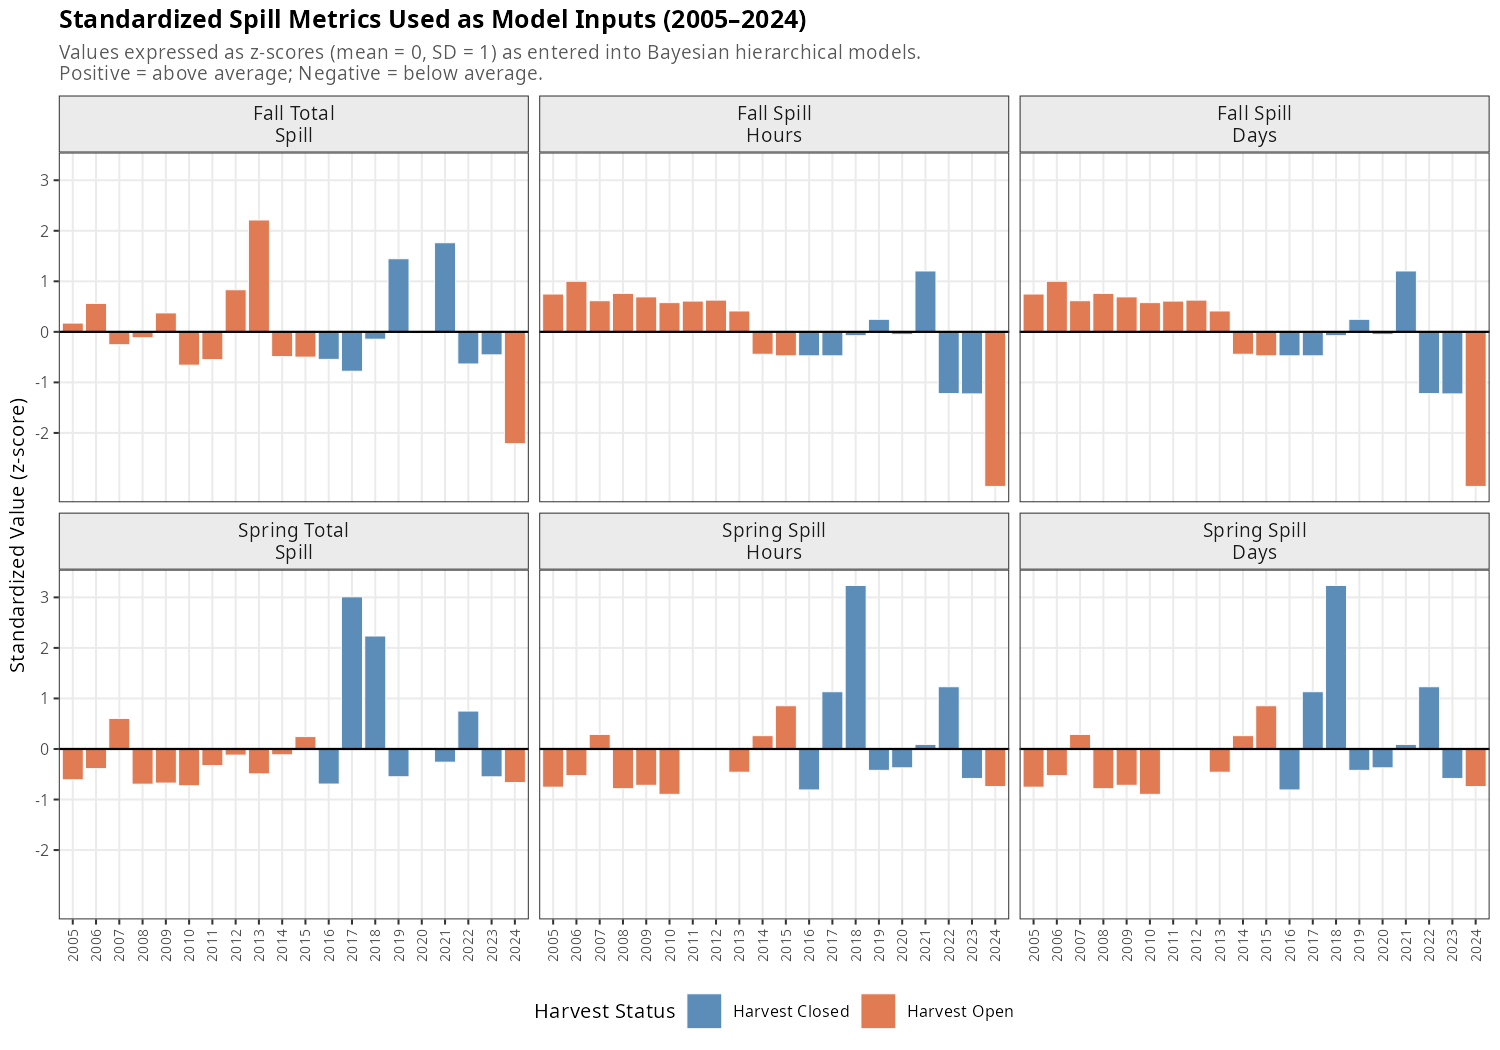 Standardized Spill Metrics Used as Model Inputs (2005–2024)
Values expressed as z-scores (mean = 0, SD = 1) as entered into Bayesian hierarchical models.
Positive = above average; Negative = below average.
Fall Total
Spill
Fall Spill
Hours
Fall Spill
Days
3
2
1
0
-1
-2
Standardized Value (z-score)
Spring Total
Spill
Spring Spill
Hours
Spring Spill
Days
3
2
1
0
-1
-2
2005 2006 2007 2008 2009 2010 2011 2012 2013 2014 2015 2016 2017 2018 2019 2020 2021 2022 2023 2024
2005 2006 2007 2008 2009 2010 2011 2012 2013 2014 2015 2016 2017 2018 2019 2020 2021 2022 2023 2024
2005 2006 2007 2008 2009 2010 2011 2012 2013 2014 2015 2016 2017 2018 2019 2020 2021 2022 2023 2024
Harvest Status Harvest Closed Harvest Open